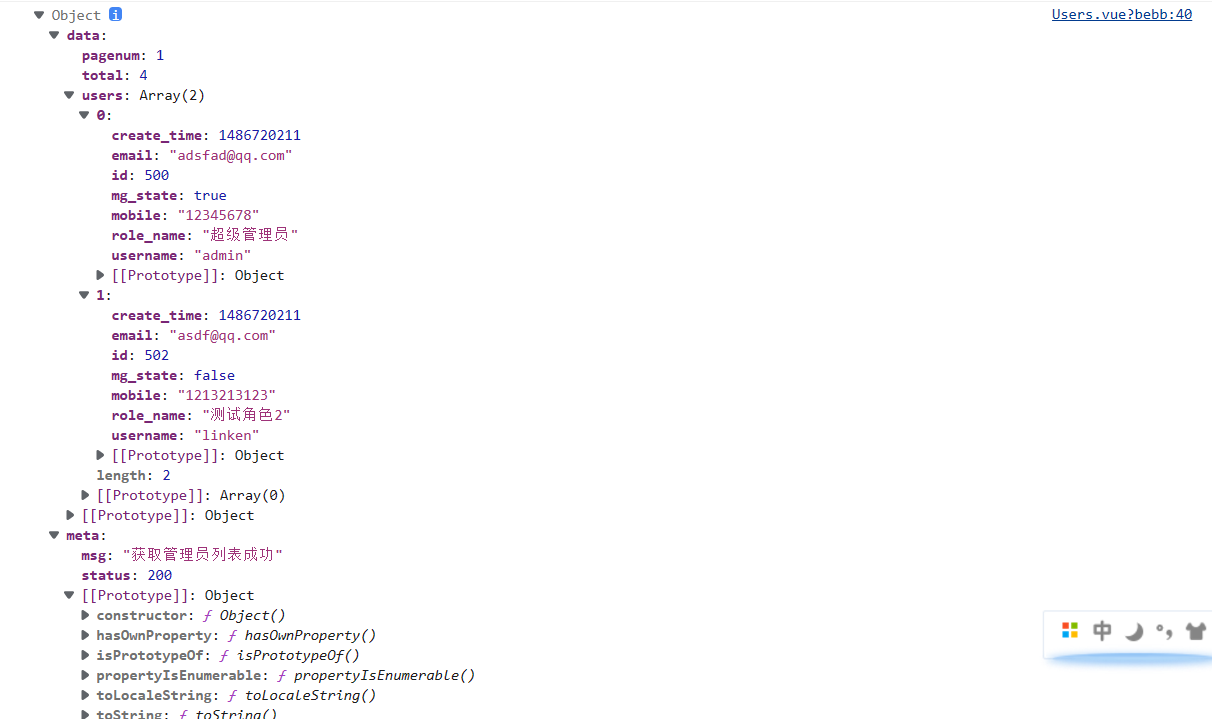 Object i Users.vue?bebb:40
data:
pagenum: 1
total: 4
users: Array(2)
0:
create_time: 1486720211
email: "adsfad@qq.com"
id: 500
mg_state: true
mobile: "12345678"
role_name: "超级管理员"
username: "admin"
[[Prototype]]: Object
1:
create_time: 1486720211
email: "asdf@qq.com"
id: 502
mg_state: false
mobile: "1213213123"
role_name: "测试角色2"
username: "linken"
[[Prototype]]: Object
length: 2
[[Prototype]]: Array(0)
[[Prototype]]: Object
meta:
msg: "获取管理员列表成功"
status: 200
[[Prototype]]: Object
constructor: ƒ Object()
hasOwnProperty: ƒ hasOwnProperty()
isPrototypeOf: ƒ isPrototypeOf()
propertyIsEnumerable: ƒ propertyIsEnumerable()
toLocaleString: ƒ toLocaleString()
toString: ƒ toString()
中